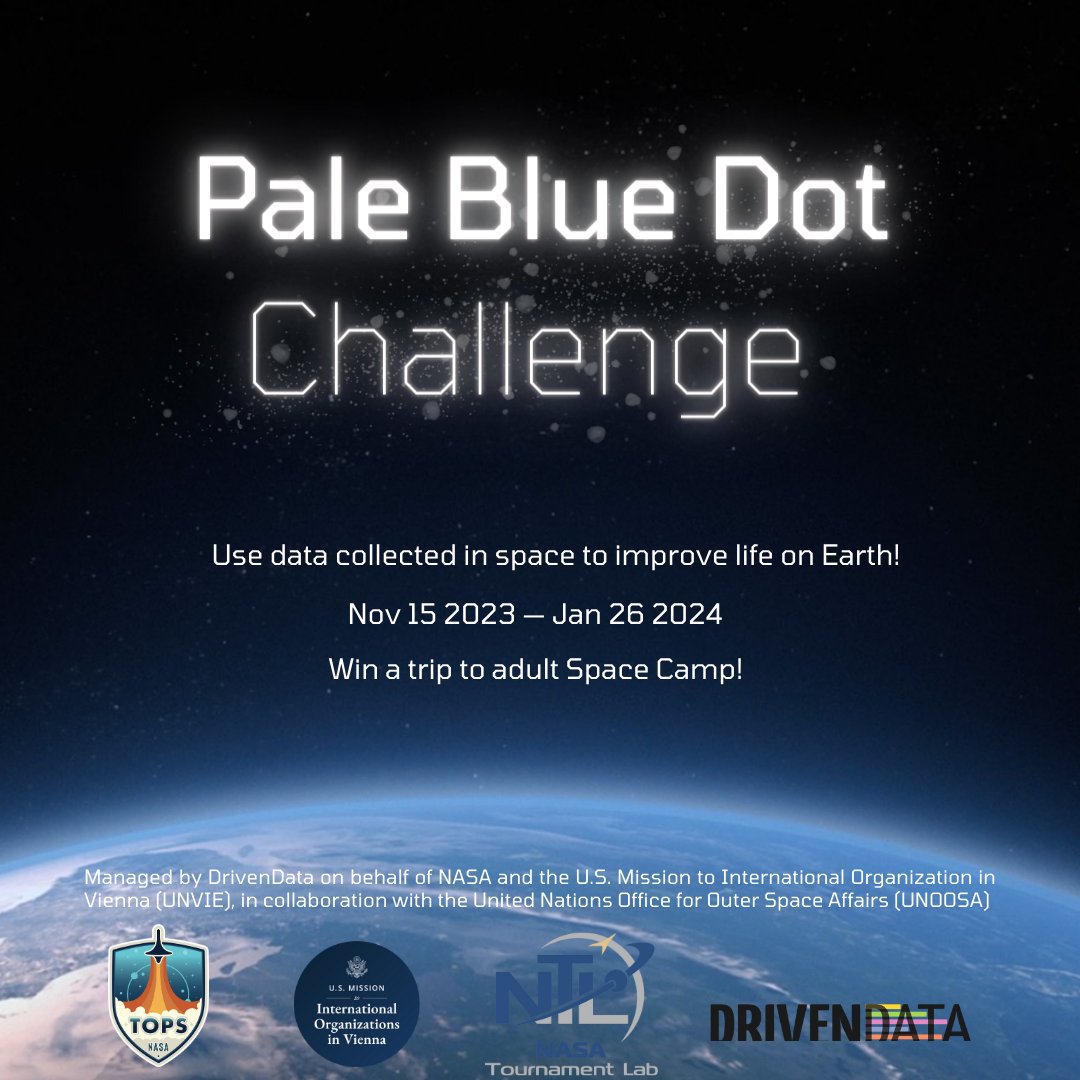 Pale Blue Dot
Challenge
Use data collected in space to improve life on Earth!
Nov 15 2023 — Jan 26 2024
Win a trip to adult Space Camp!
Managed by DrivenData on behalf of NASA and the U.S. Mission to International Organization in
Vienna (UNVIE), in collaboration with the United Nations Office for Outer Space Affairs (UNOOSA)
TOPS
NASA
U.S. MISSION
to
International
Organizations
in Vienna
NTL
NASA
Tournament Lab
DRIVENDATA